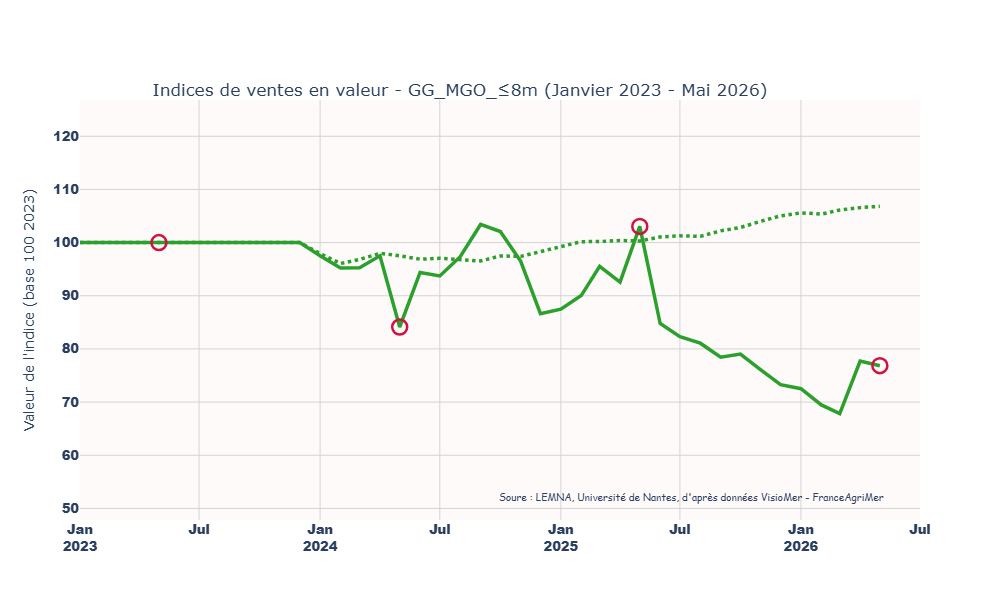 Indices de ventes en valeur - GG_MGO_≤8m (Janvier 2023 - Mai 2026)
Valeur de l'indice (base 100 2023)
120
110
100
90
80
70
60
50
Soure : LEMNA, Université de Nantes, d'après données VisioMer - FranceAgriMer
Jan Jul Jan Jul Jan Jul Jan Jul
2023 2024 2025 2026